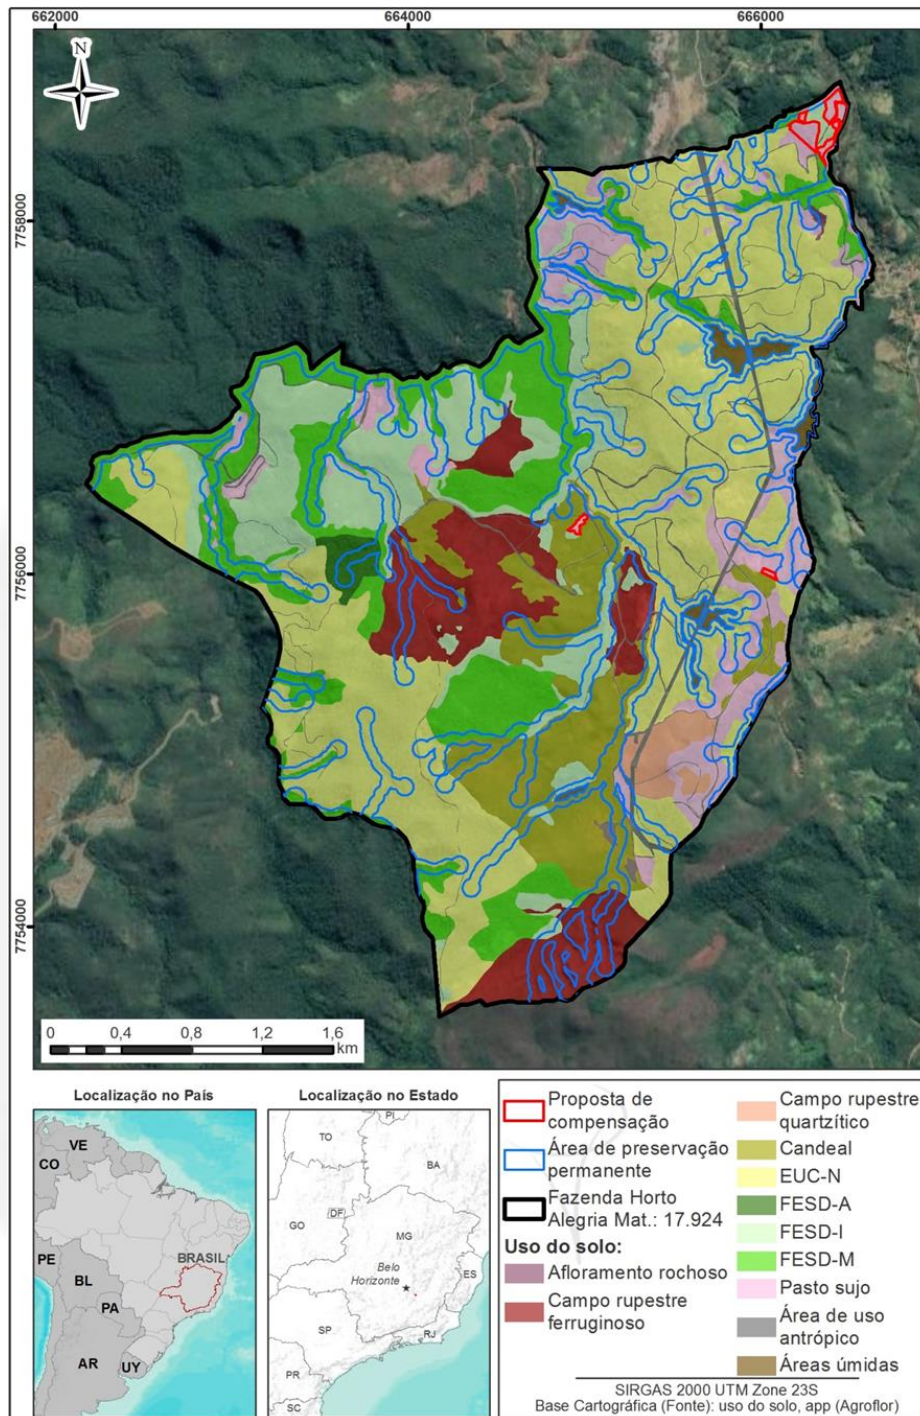 662000
664000
666000
N
7758000
7756000
7754000
0
0,4
0,8
1,2
1,6
km
Localização no País
VE
CO
PE
BRASIL
BL
PA
AR
UY
Localização no Estado
PI
TO
BA
DF
GO
MG
Belo
Horizonte
ES
SP
RJ
PR
SC
Proposta de
compensação
Área de preservação
permanente
Fazenda Horto
Alegria Mat.: 17.924
Uso do solo:
Afloramento rochoso
Campo rupestre
ferruginoso
Campo rupestre
quartzítico
Candeal
EUC-N
FESD-A
FESD-I
FESD-M
Pasto sujo
Área de uso
antrópico
Áreas úmidas
SIRGAS 2000 UTM Zone 23S
Base Cartográfica (Fonte): uso do solo, app (Agroflor)